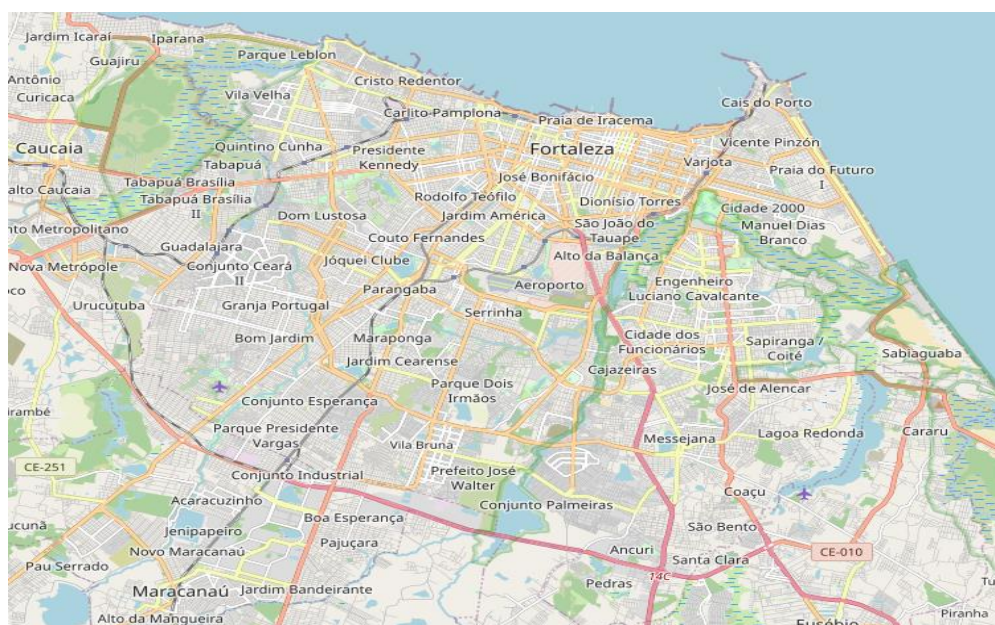 Jardim Icaraí
Iparana
Guajiru
Parque Leblon
Antônio
Curicaca
Vila Velha
Cristo Redentor
Cais do Porto
Carlito-Pamplona
Praia de Iracema
Caucaia
Quintino Cunha
Presidente
Kennedy
Fortaleza
Vicente Pinzón
Tabapuá
Varjota
Praia do Futuro
I
alto Caucaia
Tabapuá Brasília
José Bonifácio
Tabapuá Brasília
II
Rodolfo Teófilo
Dionísio Torres
Cidade 2000
Dom Lustosa
Jardim América
São João do
Tauape
Manuel Dias
Branco
nto Metropolitano
Guadalajara
Couto Fernandes
Alto da Balança
Nova Metrópole
Conjunto Ceará
II
Jóquei Clube
oco
Parangaba
Aeroporto
Engenheiro
Luciano Cavalcante
Urucutuba
Granja Portugal
Serrinha
Bom Jardim
Maraponga
Cidade dos
Funcionários
Sapiranga /
Coité
Jardim Cearense
Sabiaguaba
Cajazeiras
Parque Dois
Irmãos
José de Alencar
Conjunto Esperança
irambé
Parque Presidente
Vargas
Vila Bruna
Messejana
Lagoa Redonda
Cararu
CE-251
Conjunto Industrial
Prefeito José
Walter
Acaracuzinho
Coaçu
Conjunto Palmeiras
ucunã
Jenipapeiro
Boa Esperança
São Bento
Pajuçara
Novo Maracanaú
Ancuri
CE-010
Pau Serrado
Santa Clara
14C
Maracanaú
Jardim Bandeirante
Pedras
Tu
Alto da Mangueira
Piranha
Eusébio